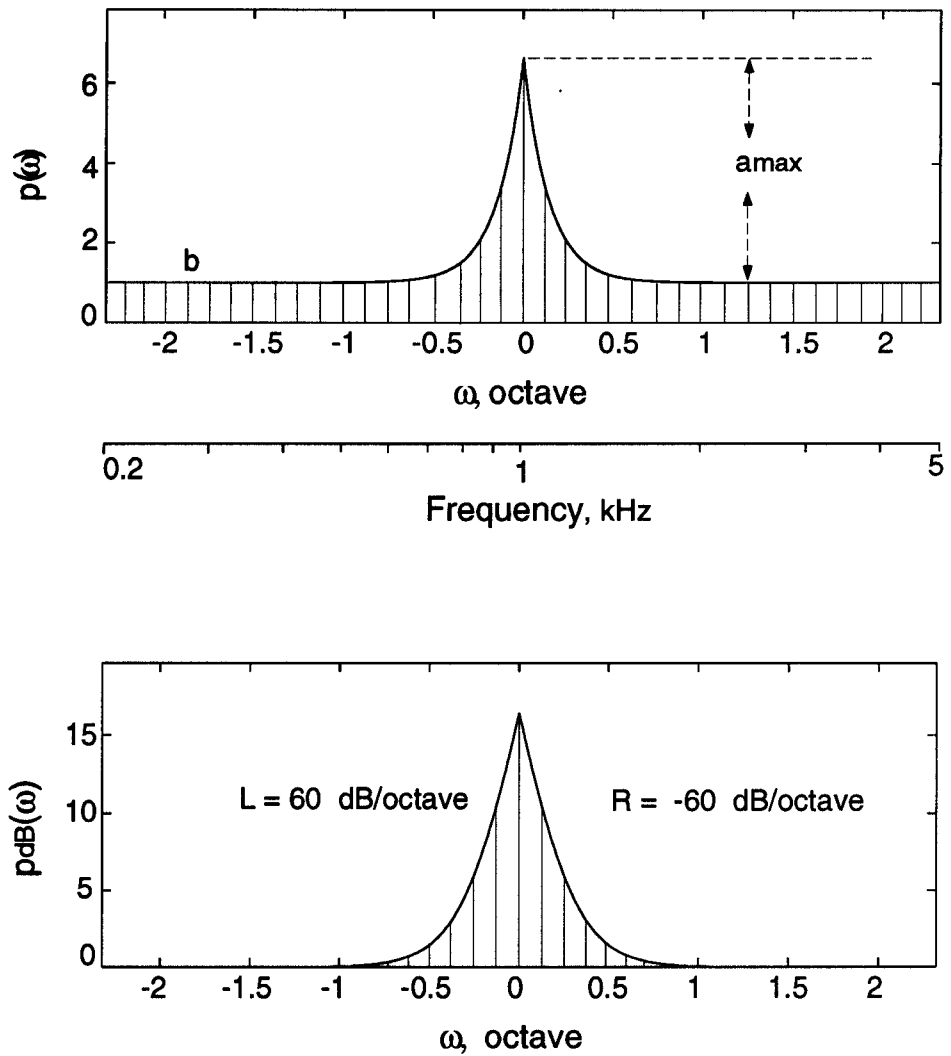 6
4
2
0
p(ω)
b
amax
-2 -1.5 -1 -0.5 0 0.5 1 1.5 2
ω, octave
0.2 1 5
Frequency, kHz
15
10
5
0
pdB(ω)
L = 60 dB/octave
R = -60 dB/octave
-2 -1.5 -1 -0.5 0 0.5 1 1.5 2
ω, octave